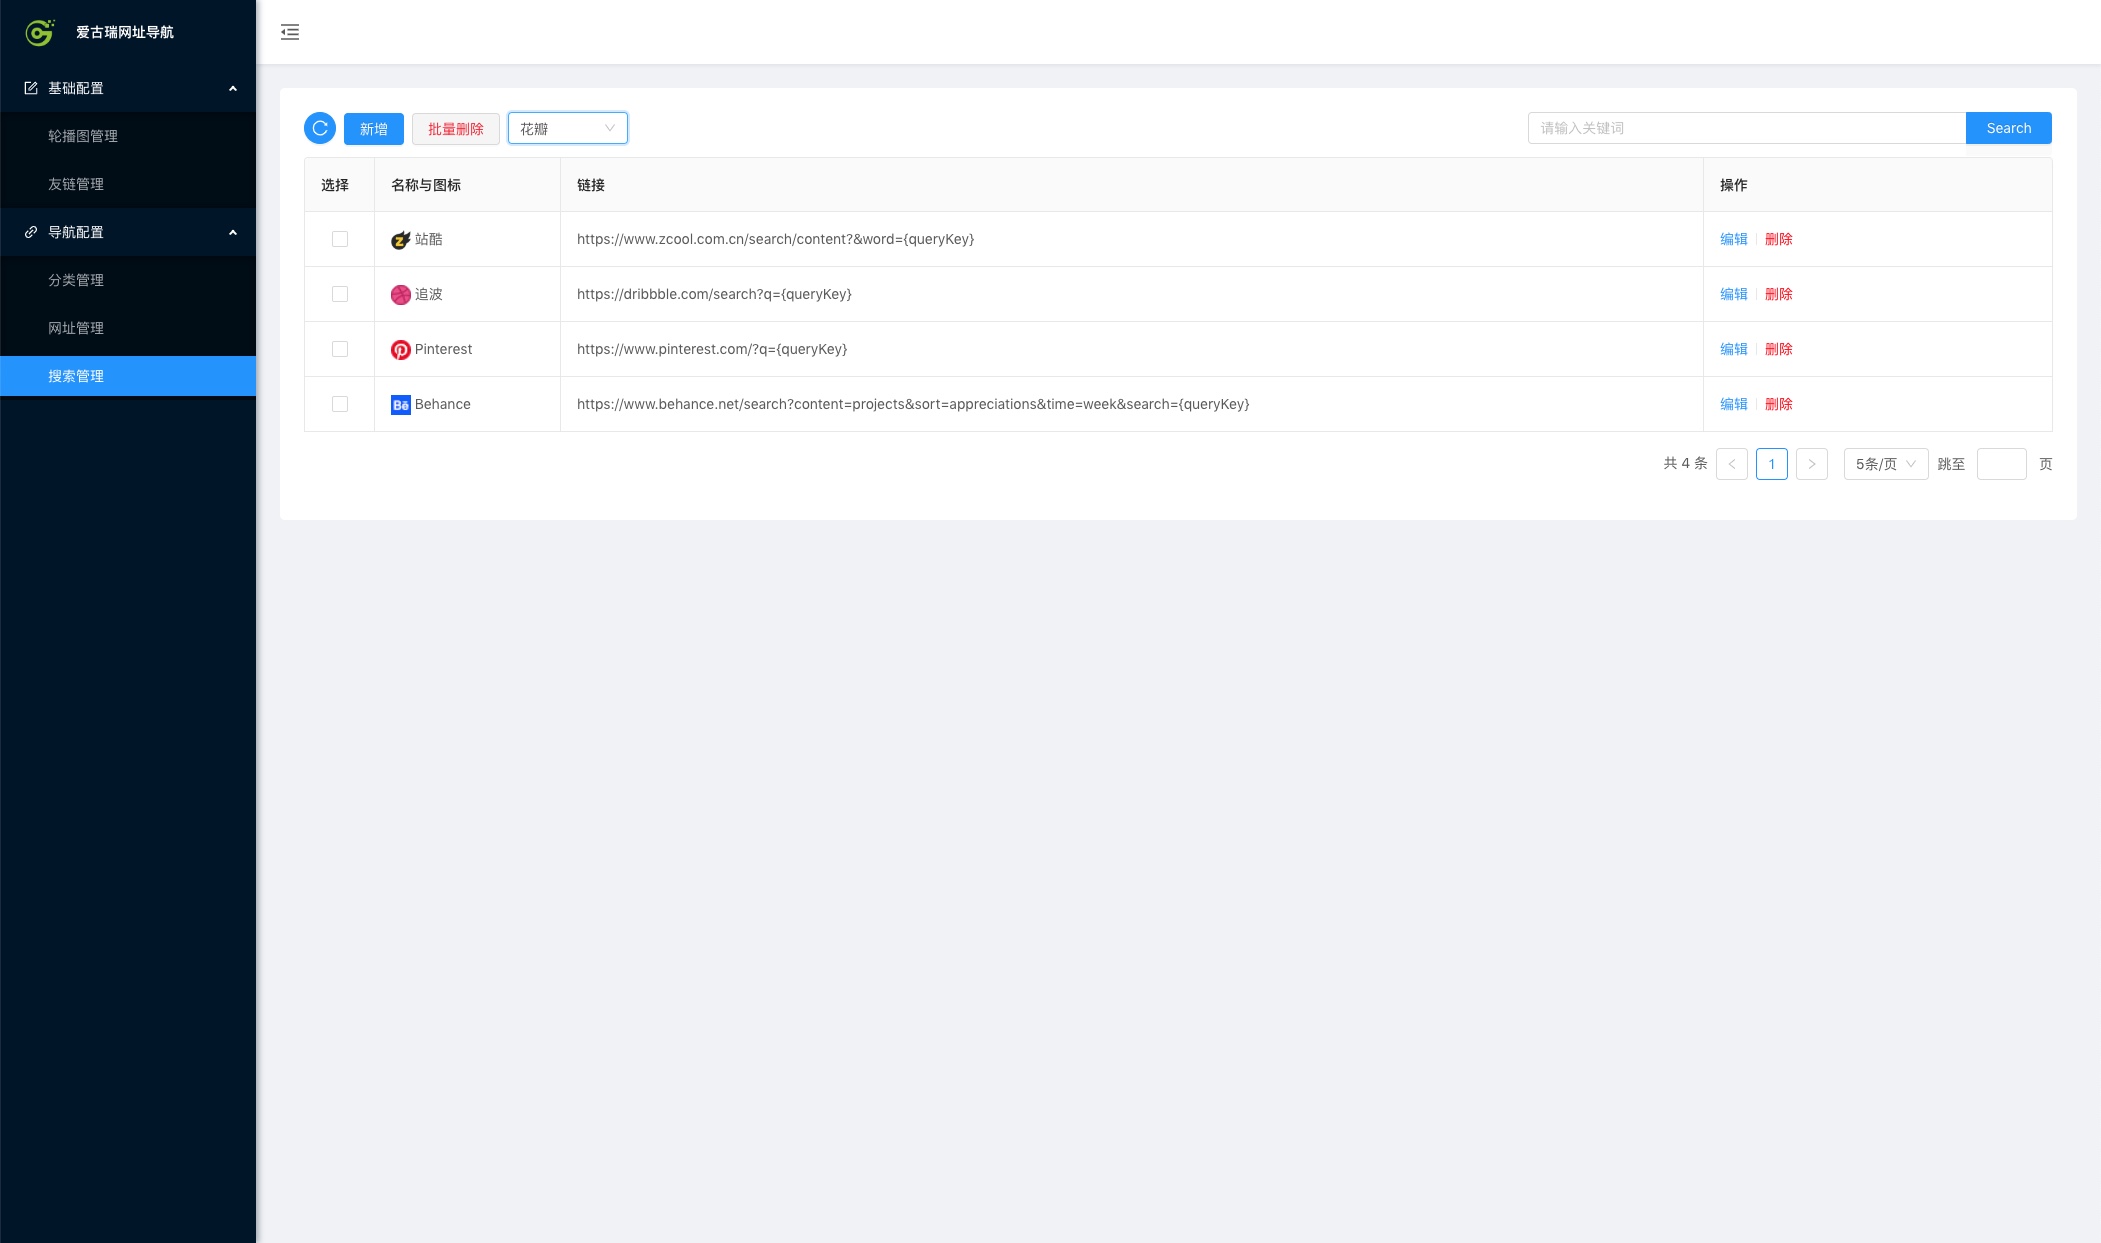 爱古瑞网址导航
基础配置
轮播图管理
友链管理
导航配置
分类管理
网址管理
搜索管理
新增 批量删除 花瓣 请输入关键词 Search
选择 名称与图标 链接 操作
站酷 https://www.zcool.com.cn/search/content?&word={queryKey} 编辑 删除
追波 https://dribbble.com/search?q={queryKey} 编辑 删除
Pinterest https://www.pinterest.com/?q={queryKey} 编辑 删除
Bē Behance https://www.behance.net/search?content=projects&sort=appreciations&time=week&search={queryKey} 编辑 删除
共 4 条 1 5条/页 跳至 页